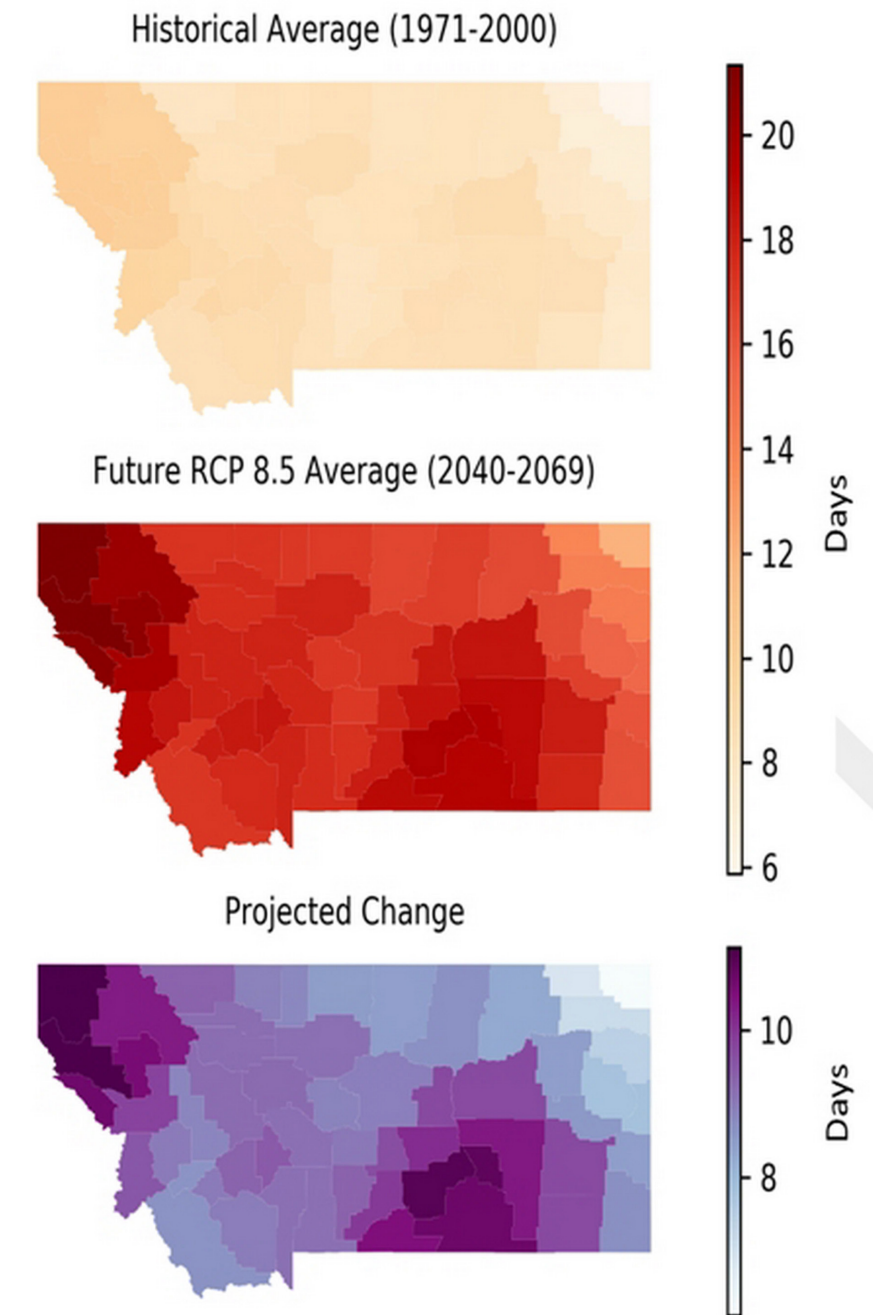 Historical Average (1971-2000)
20
18
16
14
12
10
8
6
Days
Future RCP 8.5 Average (2040-2069)
Projected Change
10
8
Days